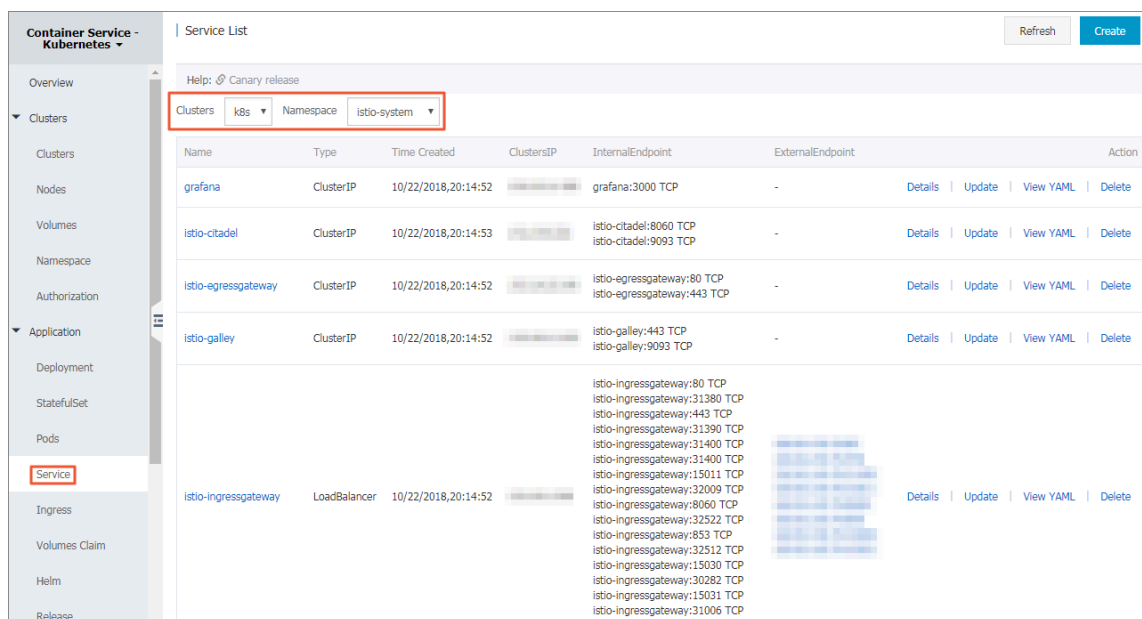 Container Service -
Kubernetes
Overview
Clusters
Clusters
Nodes
Volumes
Namespace
Authorization
Application
Deployment
StatefulSet
Pods
Service
Ingress
Volumes Claim
Helm
Release
Service List
Refresh
Create
Help: Canary release
Clusters k8s Namespace istio-system
Name Type Time Created ClustersIP InternalEndpoint ExternalEndpoint Action
grafana ClusterIP 10/22/2018,20:14:52 grafana:3000 TCP - Details | Update | View YAML | Delete
istio-citadel ClusterIP 10/22/2018,20:14:53 istio-citadel:8060 TCP - Details | Update | View YAML | Delete
istio-citadel:9093 TCP
istio-egressgateway ClusterIP 10/22/2018,20:14:52 istio-egressgateway:80 TCP - Details | Update | View YAML | Delete
istio-egressgateway:443 TCP
istio-galley ClusterIP 10/22/2018,20:14:52 istio-galley:443 TCP - Details | Update | View YAML | Delete
istio-galley:9093 TCP
istio-ingressgateway:80 TCP
istio-ingressgateway:31380 TCP
istio-ingressgateway:443 TCP
istio-ingressgateway:31390 TCP
istio-ingressgateway:31400 TCP
istio-ingressgateway:31400 TCP
istio-ingressgateway:15011 TCP
istio-ingressgateway LoadBalancer 10/22/2018,20:14:52 istio-ingressgateway:32009 TCP Details | Update | View YAML | Delete
istio-ingressgateway:8060 TCP
istio-ingressgateway:32522 TCP
istio-ingressgateway:853 TCP
istio-ingressgateway:32512 TCP
istio-ingressgateway:15030 TCP
istio-ingressgateway:30282 TCP
istio-ingressgateway:15031 TCP
istio-ingressgateway:31006 TCP